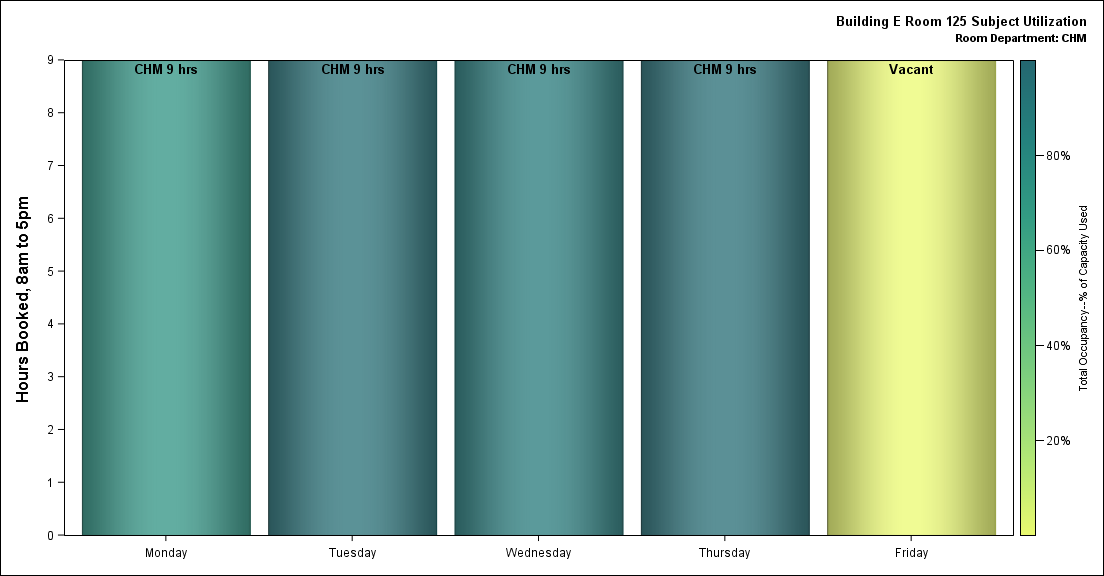 Building E Room 125 Subject Utilization
Room Department: CHM
Hours Booked, 8am to 5pm
9
8
7
6
5
4
3
2
1
0
CHM 9 hrs
CHM 9 hrs
CHM 9 hrs
CHM 9 hrs
Vacant
Monday
Tuesday
Wednesday
Thursday
Friday
80%
60%
40%
20%
Total Occupancy--% of Capacity Used